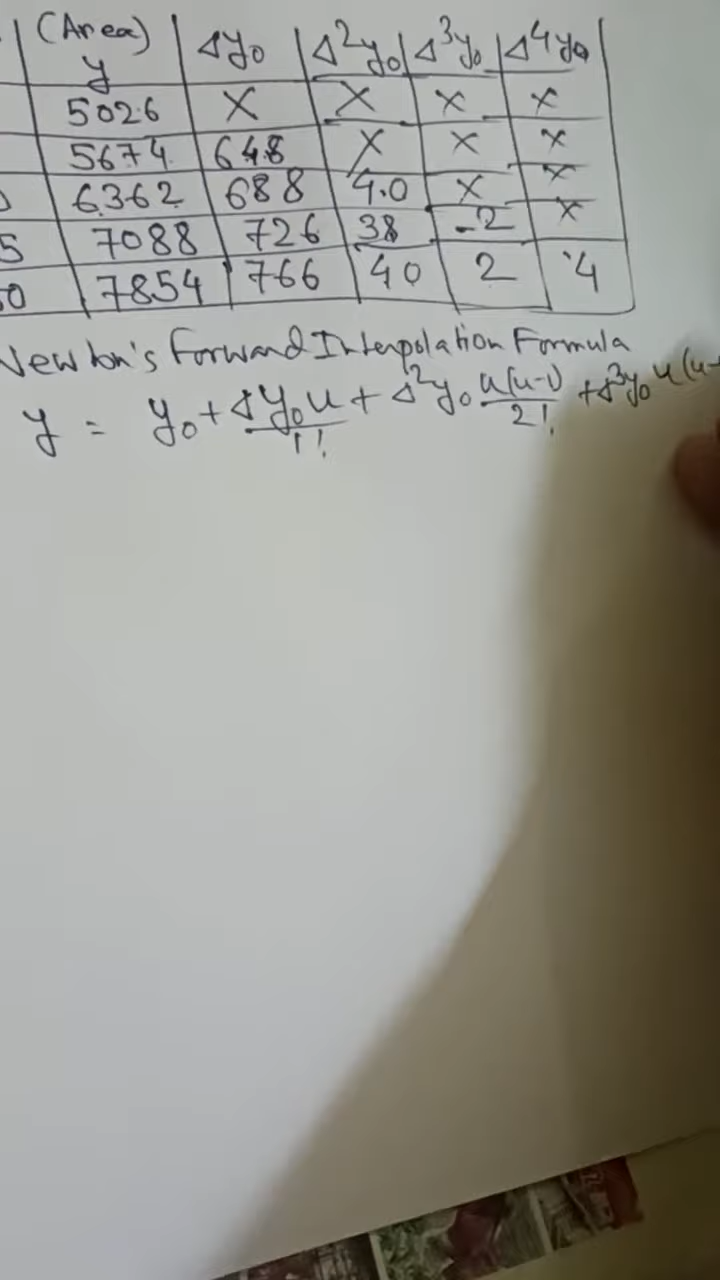 (Area) y | Δy₀ | Δ²y₀ | Δ³y₀ | Δ⁴y₀
5026 | X | X | x | x
5674 | 648 | X | x | x
6362 | 688 | 40 | X | x
5 | 7088 | 726 | 38 | -2 | x
0 | 7854 | 766 | 40 | 2 | 4
Newton's Forward Interpolation Formula
y = y₀ + Δy₀u/1! + Δ²y₀ u(u-1)/2! + Δ³y₀ u(u-